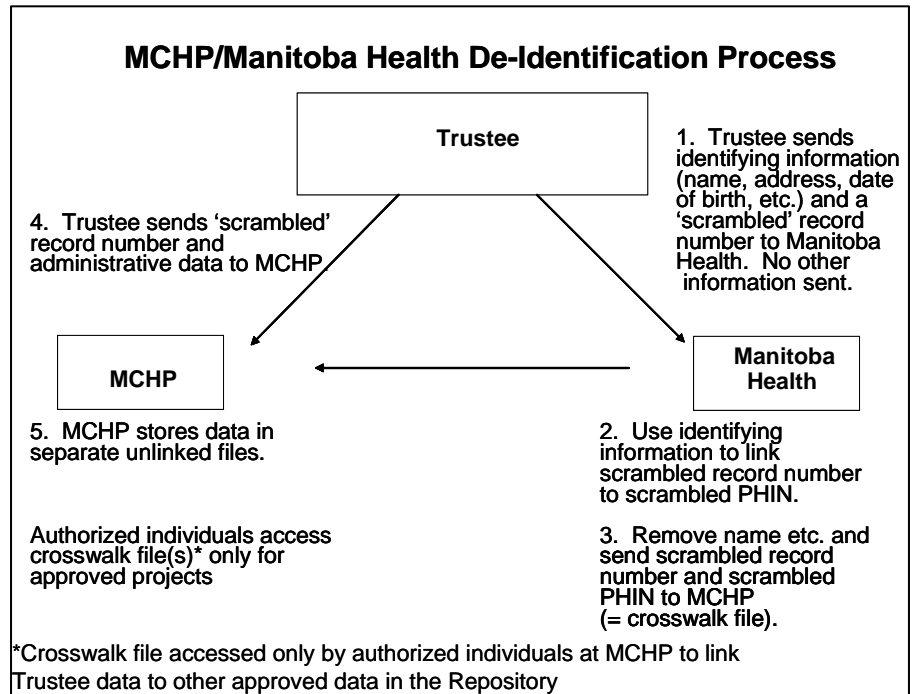 MCHP/Manitoba Health De-Identification Process
Trustee
1. Trustee sends
identifying information
(name, address, date
of birth, etc.) and a
‘scrambled’ record
number to Manitoba
Health. No other
information sent.
4. Trustee sends ‘scrambled’
record number and
administrative data to MCHP.
MCHP
Manitoba
Health
5. MCHP stores data in
separate unlinked files.
2. Use identifying
information to link
scrambled record number
to scrambled PHIN.
Authorized individuals access
crosswalk file(s)* only for
approved projects
3. Remove name etc. and
send scrambled record
number and scrambled
PHIN to MCHP
(= crosswalk file).
*Crosswalk file accessed only by authorized individuals at MCHP to link
Trustee data to other approved data in the Repository